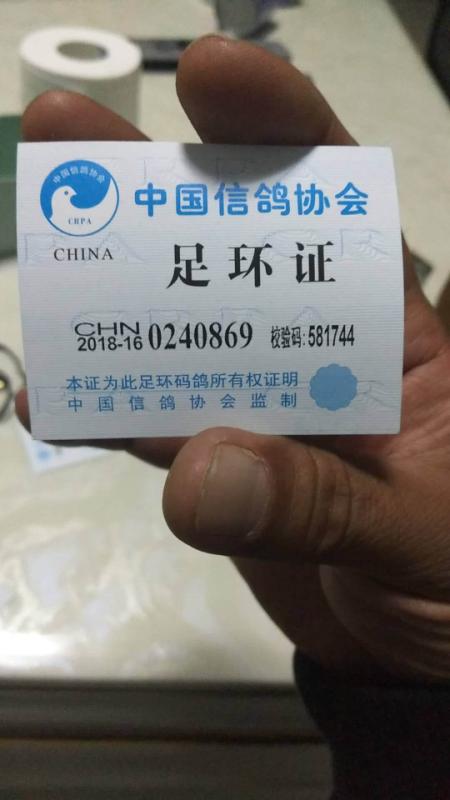 中国信鸽协会
CRPA
CHINA
中国信鸽协会
足环证
CHN
2018-16 0240869 校验码:581744
本证为此足环码鸽所有权证明
中国信鸽协会监制